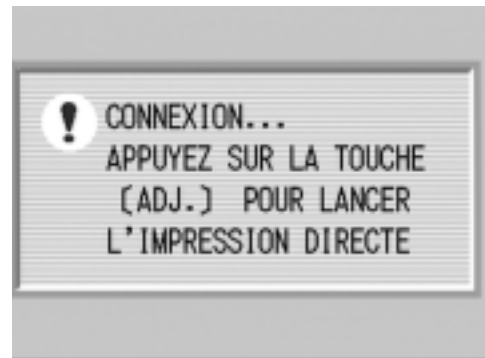 CONNEXION...
APPUYEZ SUR LA TOUCHE
[ADJ.] POUR LANCER
L'IMPRESSION DIRECTE